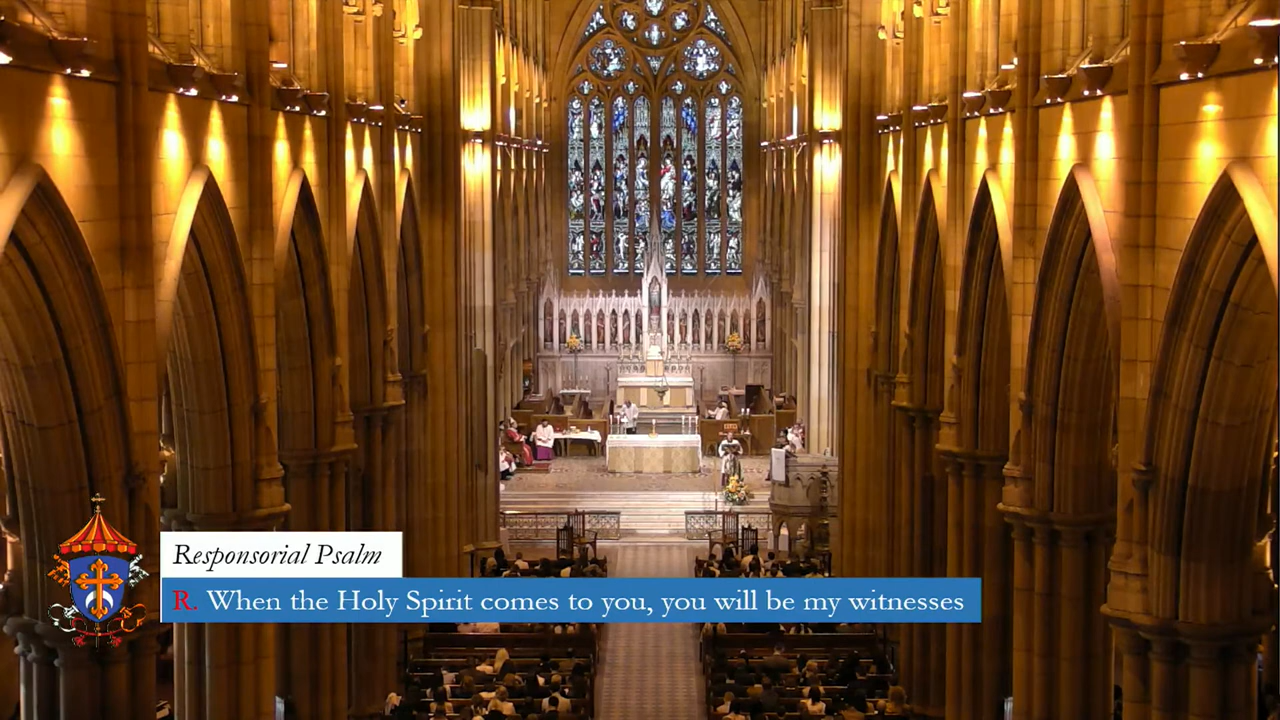 Responsorial Psalm
R. When the Holy Spirit comes to you, you will be my witnesses